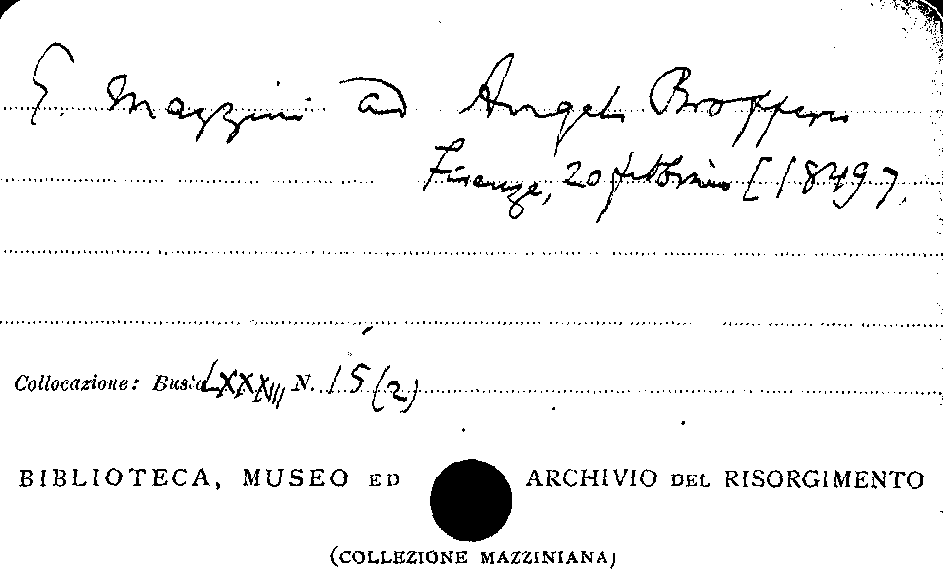 G. Mazzini ad Angelo Brofferio
Firenze, 20 febbraio [1849].
Collocazione: Busta LXXXIII N. 15 (2)
BIBLIOTECA, MUSEO ED ARCHIVIO DEL RISORGIMENTO
(COLLEZIONE MAZZINIANA)